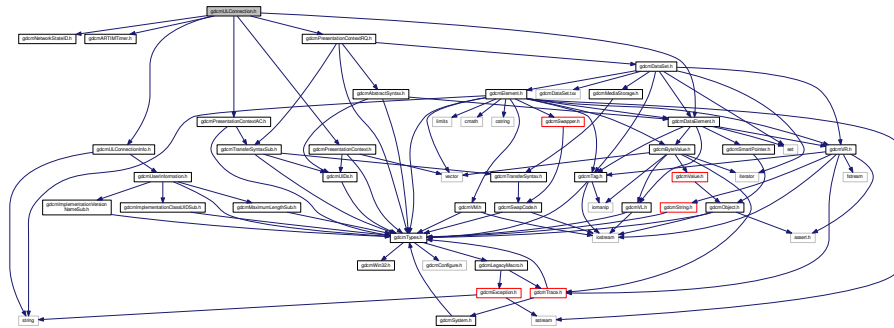 gdcmULConnection.h
gdcmNetworkStateID.h
gdcmARTIMTimer.h
gdcmPresentationContextRQ.h
gdcmDataSet.h
gdcmAbstractSyntax.h
gdcmElement.h
gdcmDataSet.txx
gdcmMediaStorage.h
gdcmPresentationContextAC.h
limits
cmath
cstring
gdcmSwapper.h
gdcmDataElement.h
gdcmULConnectionInfo.h
gdcmTransferSyntaxSub.h
gdcmPresentationContext.h
gdcmByteValue.h
gdcmSmartPointer.h
set
gdcmVR.h
gdcmUserInformation.h
gdcmUIDs.h
vector
gdcmTransferSyntax.h
gdcmTag.h
gdcmValue.h
iterator
fstream
gdcmImplementationVersion
NameSub.h
gdcmImplementationClassUIDSub.h
gdcmMaximumLengthSub.h
gdcmVM.h
gdcmSwapCode.h
iomanip
gdcmVL.h
gdcmString.h
gdcmObject.h
gdcmTypes.h
iostream
assert.h
gdcmWin32.h
gdcmConfigure.h
gdcmLegacyMacro.h
gdcmException.h
gdcmTrace.h
string
gdcmSystem.h
sstream